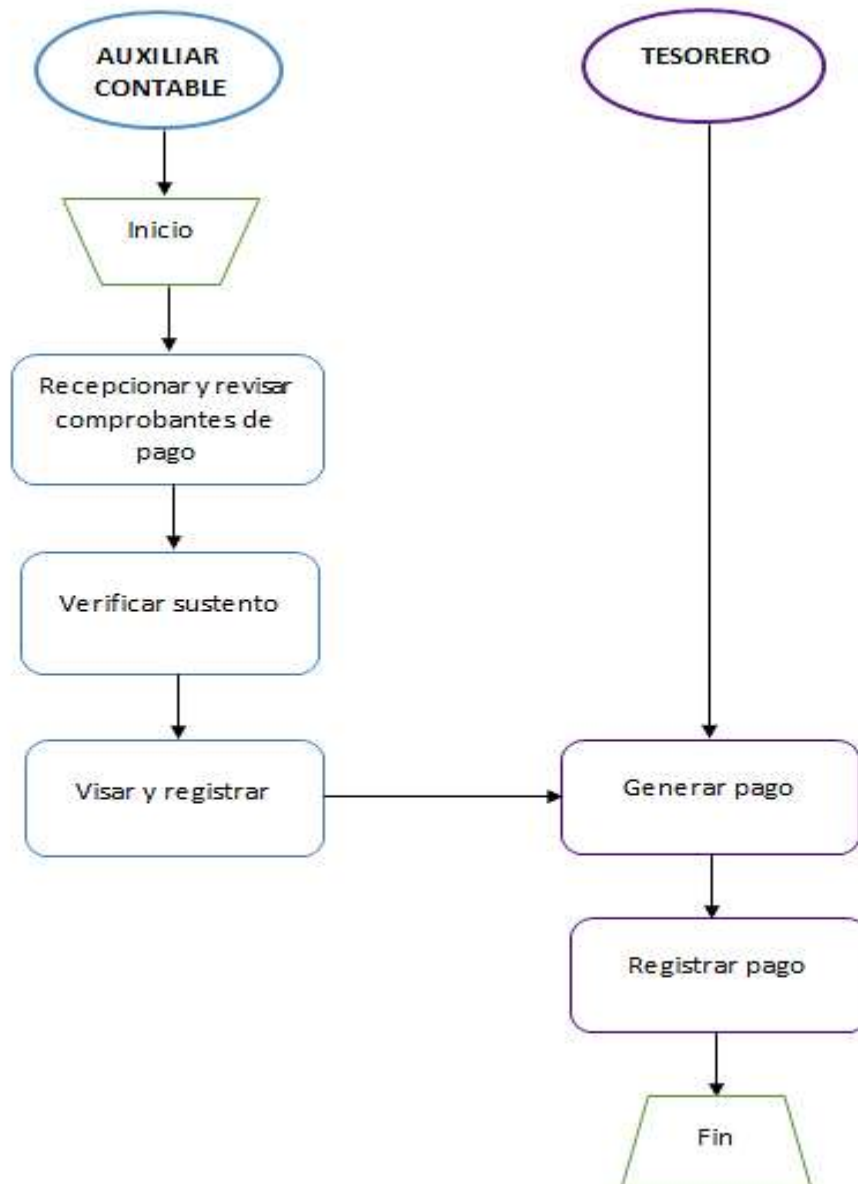 AUXILIAR
CONTABLE
TESORERO
Inicio
Recepcionar y revisar
comprobantes de
pago
Verificar sustento
Visar y registrar
Generar pago
Registrar pago
Fin